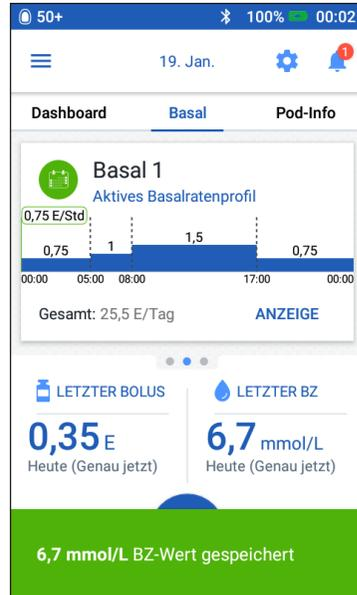 50+ 100% 00:02
19. Jan. 1
Dashboard Basal Pod-Info
Basal 1
Aktives Basalratenprofil
0,75 E/Std
0,75 1 1,5 0,75
00:00 05:00 08:00 17:00 00:00
Gesamt: 25,5 E/Tag ANZEIGE
LETZTER BOLUS LETZTER BZ
0,35 E 6,7 mmol/L
Heute (Genau jetzt) Heute (Genau jetzt)
6,7 mmol/L BZ-Wert gespeichert